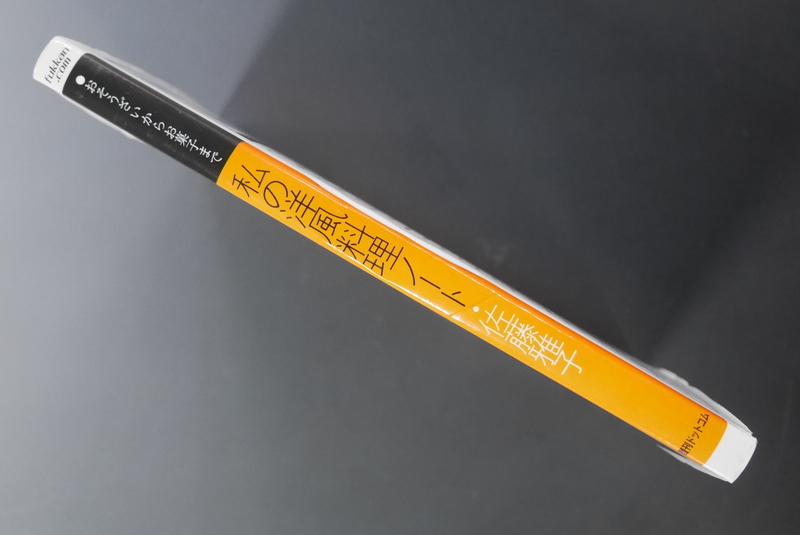 fukkan
.com
●おそうざいからお菓子まで
私の洋風料理ノート●佐藤雅子
復刊ドットコム